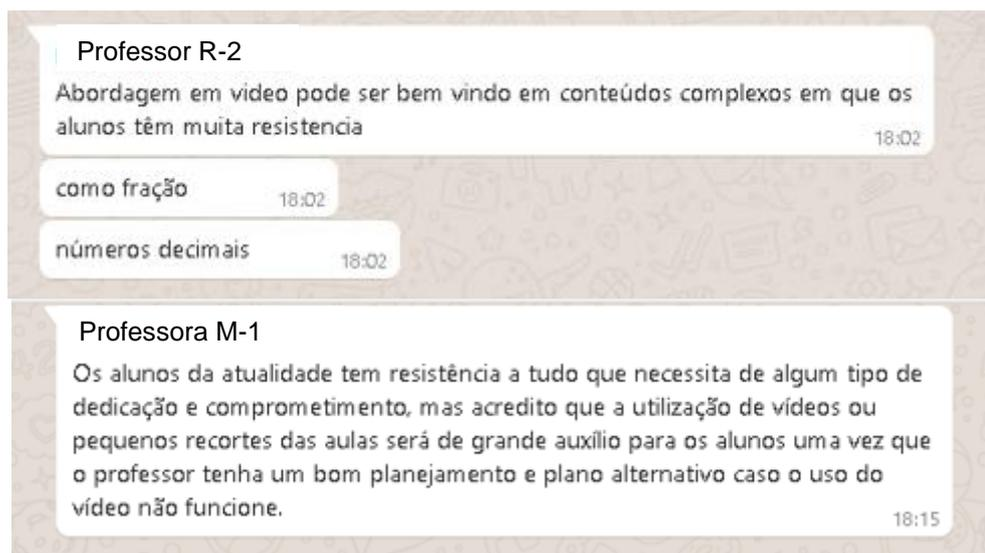 Professor R-2
Abordagem em video pode ser bem vindo em conteúdos complexos em que os
alunos têm muita resistencia
18:02
como fração
18:02
números decimais
18:02
Professora M-1
Os alunos da atualidade tem resistência a tudo que necessita de algum tipo de
dedicação e comprometimento, mas acredito que a utilização de vídeos ou
pequenos recortes das aulas será de grande auxílio para os alunos uma vez que
o professor tenha um bom planejamento e plano alternativo caso o uso do
vídeo não funcione.
18:15